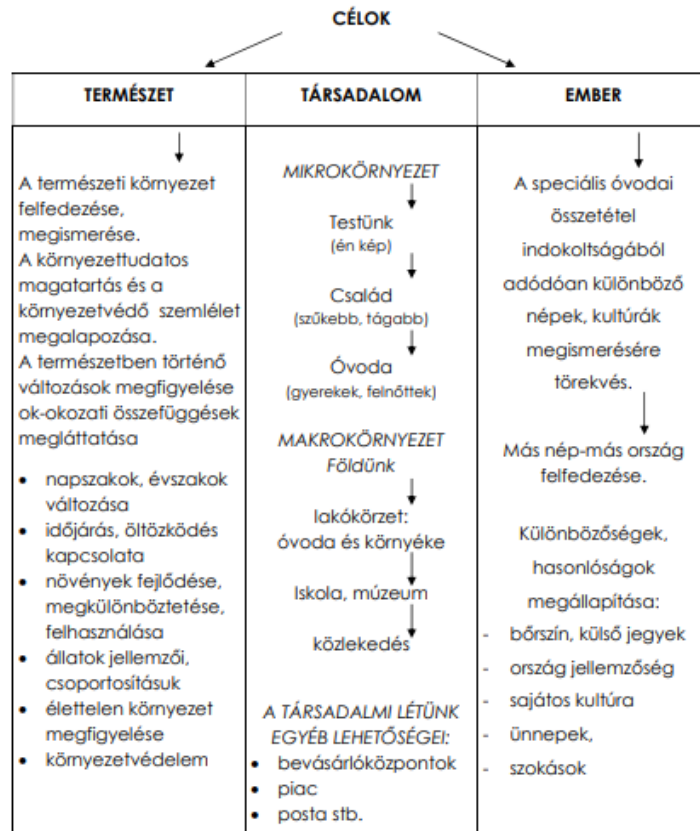 CÉLOK
TERMÉSZET
A természeti környezet
felfedezése,
megismerése.
A környezettudatos
magatartás és a
környezetvédő szemlélet
megalapozása.
A természetben történő
változások megfigyelése
ok-okozati összefüggések
megláttatása
• napszakok, évszakok
változása
• időjárás, öltözködés
kapcsolata
• növények fejlődése,
megkülönböztetése,
felhasználása
• állatok jellemzői,
csoportosításuk
• élettelen környezet
megfigyelése
• környezetvédelem
TÁRSADALOM
MIKROKÖRNYEZET
Testünk
(én kép)
Család
(szűkebb, tágabb)
Óvoda
(gyerekek, felnőttek)
MAKROKÖRNYEZET
Földünk
lakókörzet:
óvoda és környéke
Iskola, múzeum
közlekedés
A TÁRSADALMI LÉTÜNK
EGYÉB LEHETŐSÉGEI:
• bevásárlóközpontok
• piac
• posta stb.
EMBER
A speciális óvodai
összetétel
indokoltságából
adódóan különböző
népek, kultúrák
megismerésére
törekvés.
Más nép-más ország
felfedezése.
Különbözőségek,
hasonlóságok
megállapítása:
- bőrszín, külső jegyek
- ország jellemzőség
- sajátos kultúra
- ünnepek,
- szokások